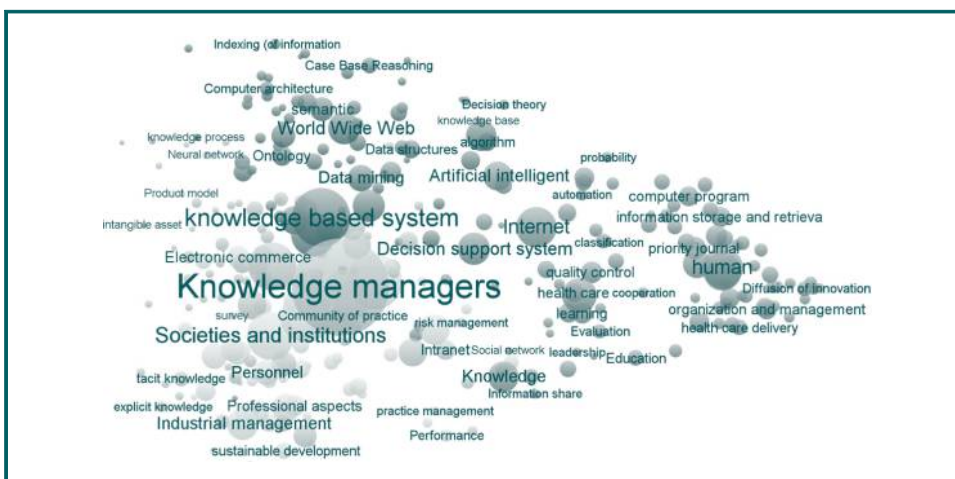 Indexing (of information
Case Base Reasoning
Computer architecture
semantic
Decision theory
knowledge base
World Wide Web
knowledge process
algorithm
Data structures
Neural network
Ontology
probability
Data mining
Artificial intelligent
Product model
automation
computer program
knowledge based system
information storage and retrieva
intangible asset
Internet
Decision support system
classification
priority journal
Electronic commerce
human
quality control
Knowledge managers
health care
cooperation
Diffusion of innovation
survey
Community of practice
learning
organization and management
risk management
Societies and institutions
Evaluation
health care delivery
Intranet
Social network
leadership
Education
Personnel
tacit knowledge
Knowledge
Information share
explicit knowledge
Professional aspects
practice management
Industrial management
Performance
sustainable development